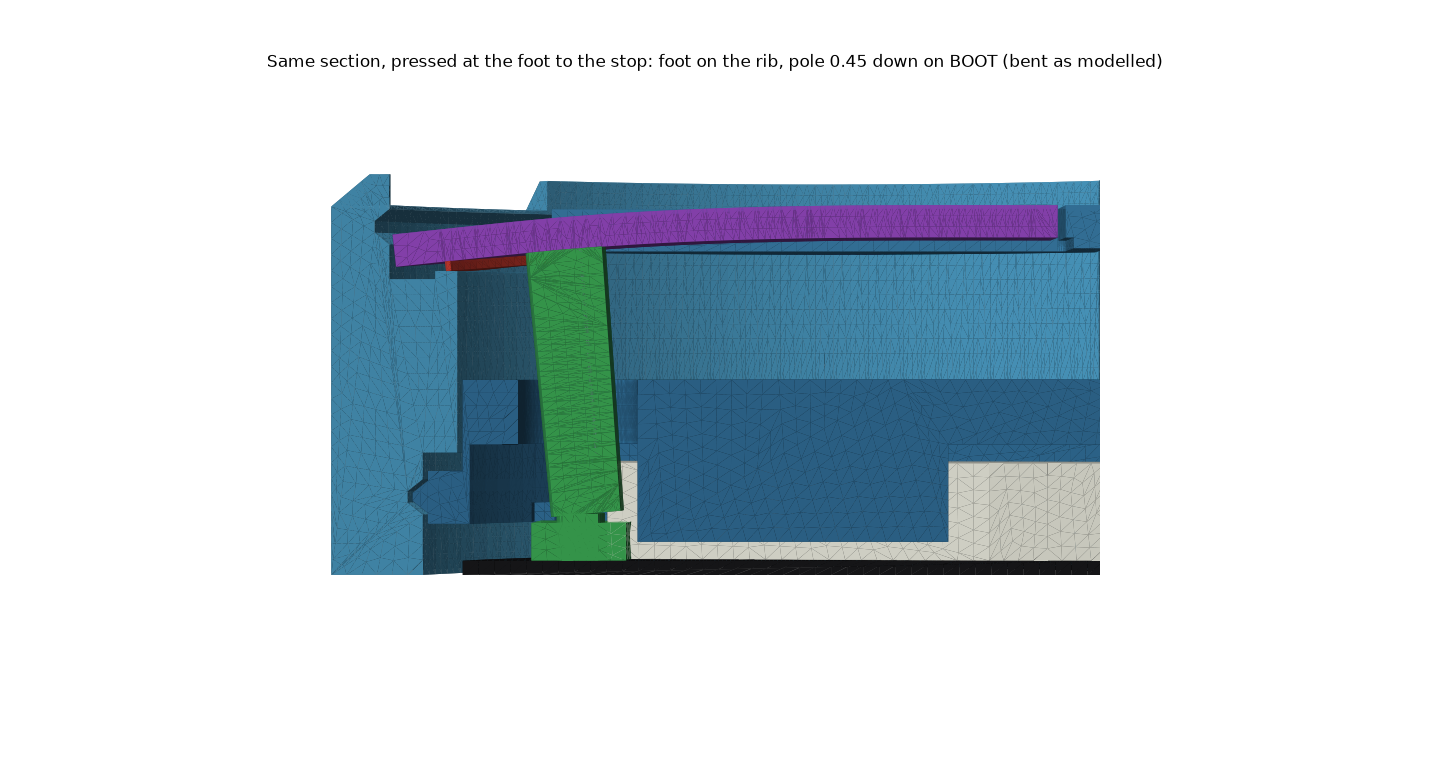 Same section, pressed at the foot to the stop: foot on the rib, pole 0.45 down on BOOT (bent as modelled)